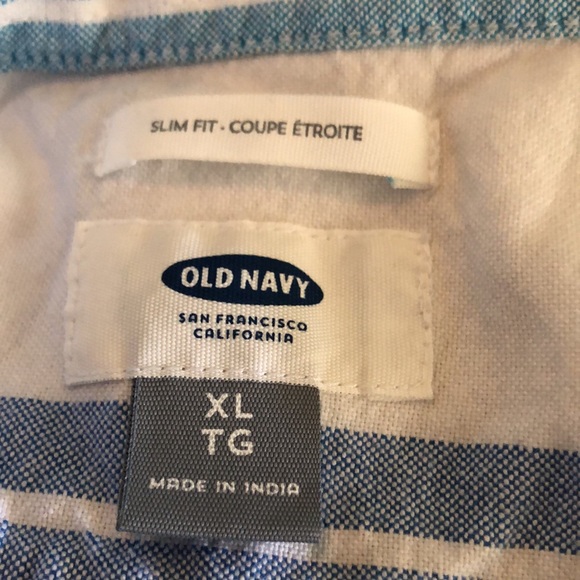 SLIM FIT · COUPE ÉTROITE
OLD NAVY
SAN FRANCISCO
CALIFORNIA
XL
TG
MADE IN INDIA